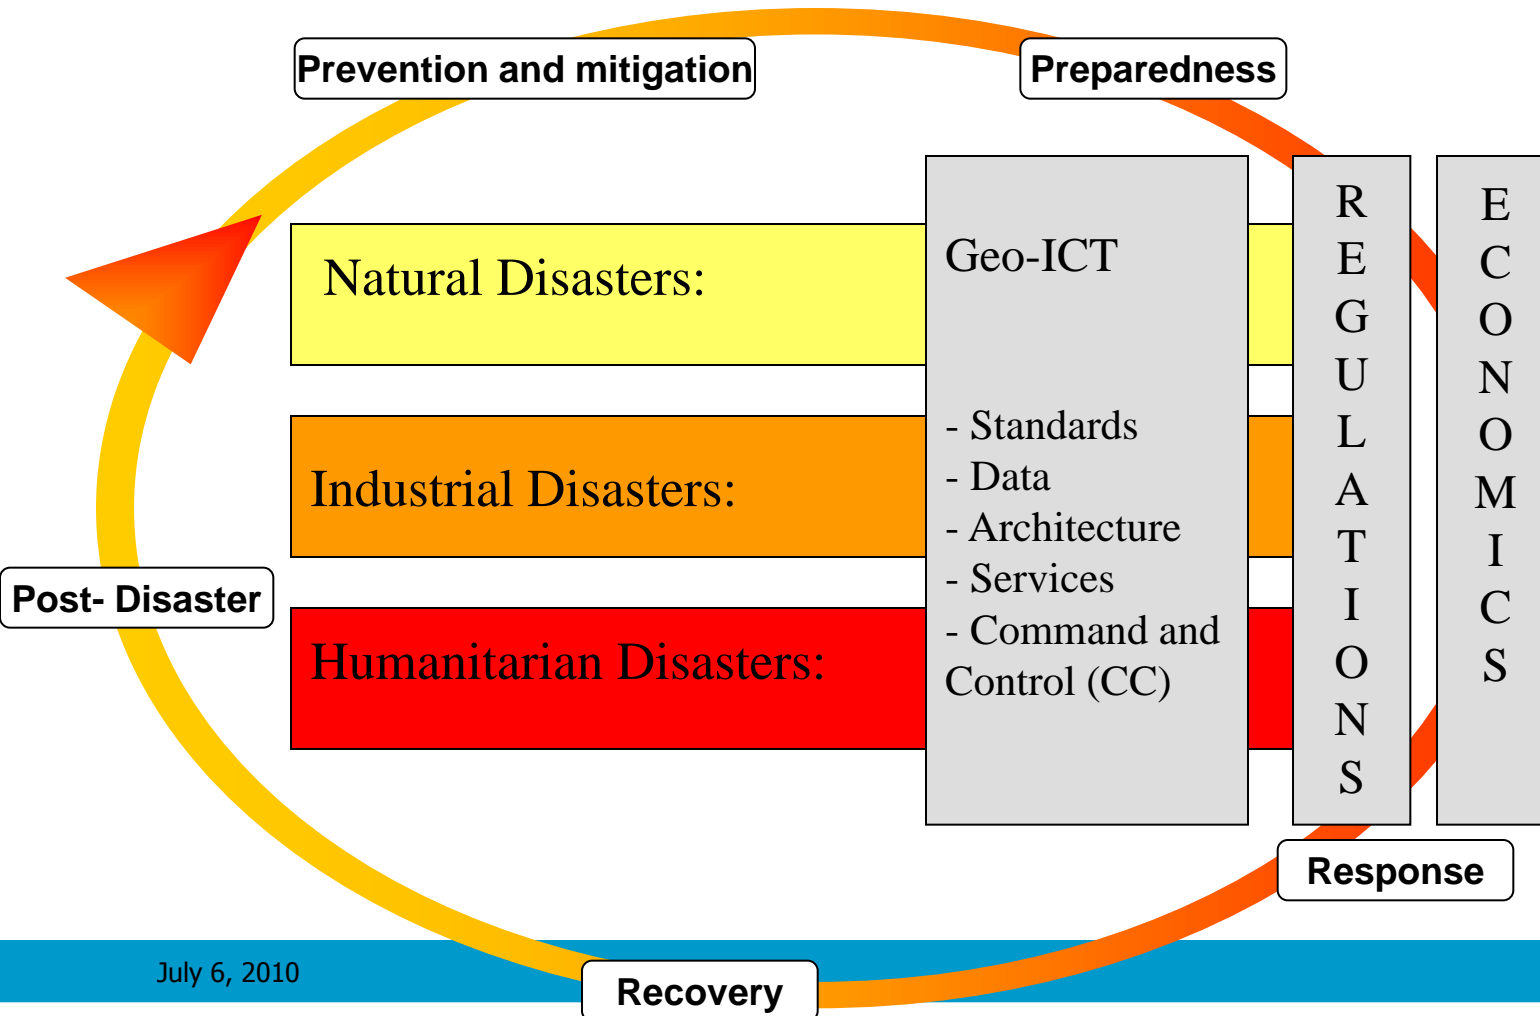 Prevention and mitigation
Preparedness
Natural Disasters:
Industrial Disasters:
Humanitarian Disasters:
Geo-ICT
- Standards
- Data
- Architecture
- Services
- Command and
Control (CC)
REGULATIONS
ECONOMICS
Post- Disaster
Response
Recovery
July 6, 2010